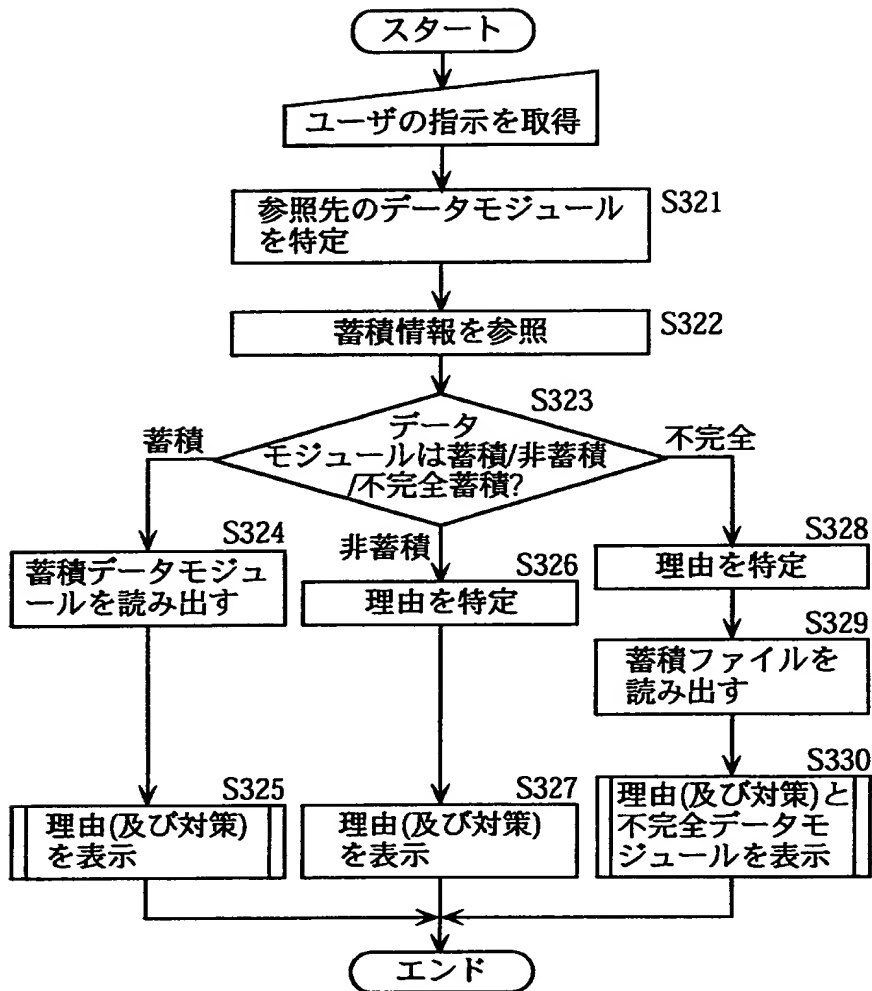 スタート
ユーザの指示を取得
参照先のデータモジュール
を特定
S321
蓄積情報を参照
S322
S323
データ
モジュールは蓄積/非蓄積
/不完全蓄積?
蓄積
非蓄積
不完全
S324
蓄積データモジュ
ールを読み出す
S326
理由を特定
S328
理由を特定
S329
蓄積ファイルを
読み出す
S325
理由(及び対策)
を表示
S327
理由(及び対策)
を表示
S330
理由(及び対策)と
不完全データモ
ジュールを表示
エンド